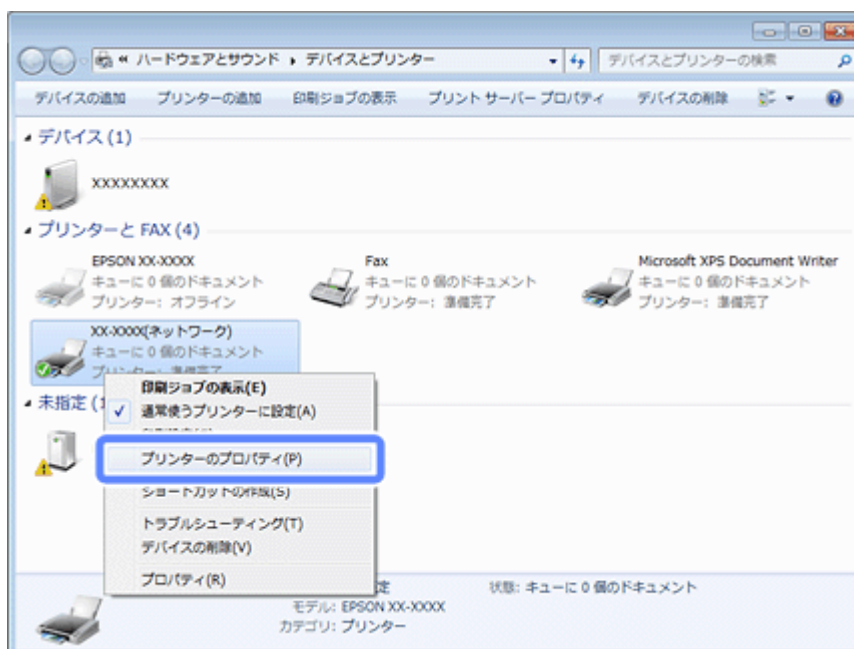 « ハードウェアとサウンド ▸ デバイスとプリンター
デバイスとプリンターの検索
デバイスの追加 プリンターの追加 印刷ジョブの表示 プリント サーバー プロパティ デバイスの削除
デバイス (1)
XXXXXXXX
プリンターと FAX (4)
EPSON XX-XXXX
キューに 0 個のドキュメント
プリンター: オフライン
Fax
キューに 0 個のドキュメント
プリンター: 準備完了
Microsoft XPS Document Writer
キューに 0 個のドキュメント
プリンター: 準備完了
XX-XXXX(ネットワーク)
キューに 0 個のドキュメント
プリンター: 準備完了
未指定 (1
印刷ジョブの表示(E)
通常使うプリンターに設定(A)
プリンターのプロパティ(P)
ショートカットの作成(S)
トラブルシューティング(T)
デバイスの削除(V)
プロパティ(R)
定 状態: キューに 0 個のドキュメント
モデル: EPSON XX-XXXX
カテゴリ: プリンター